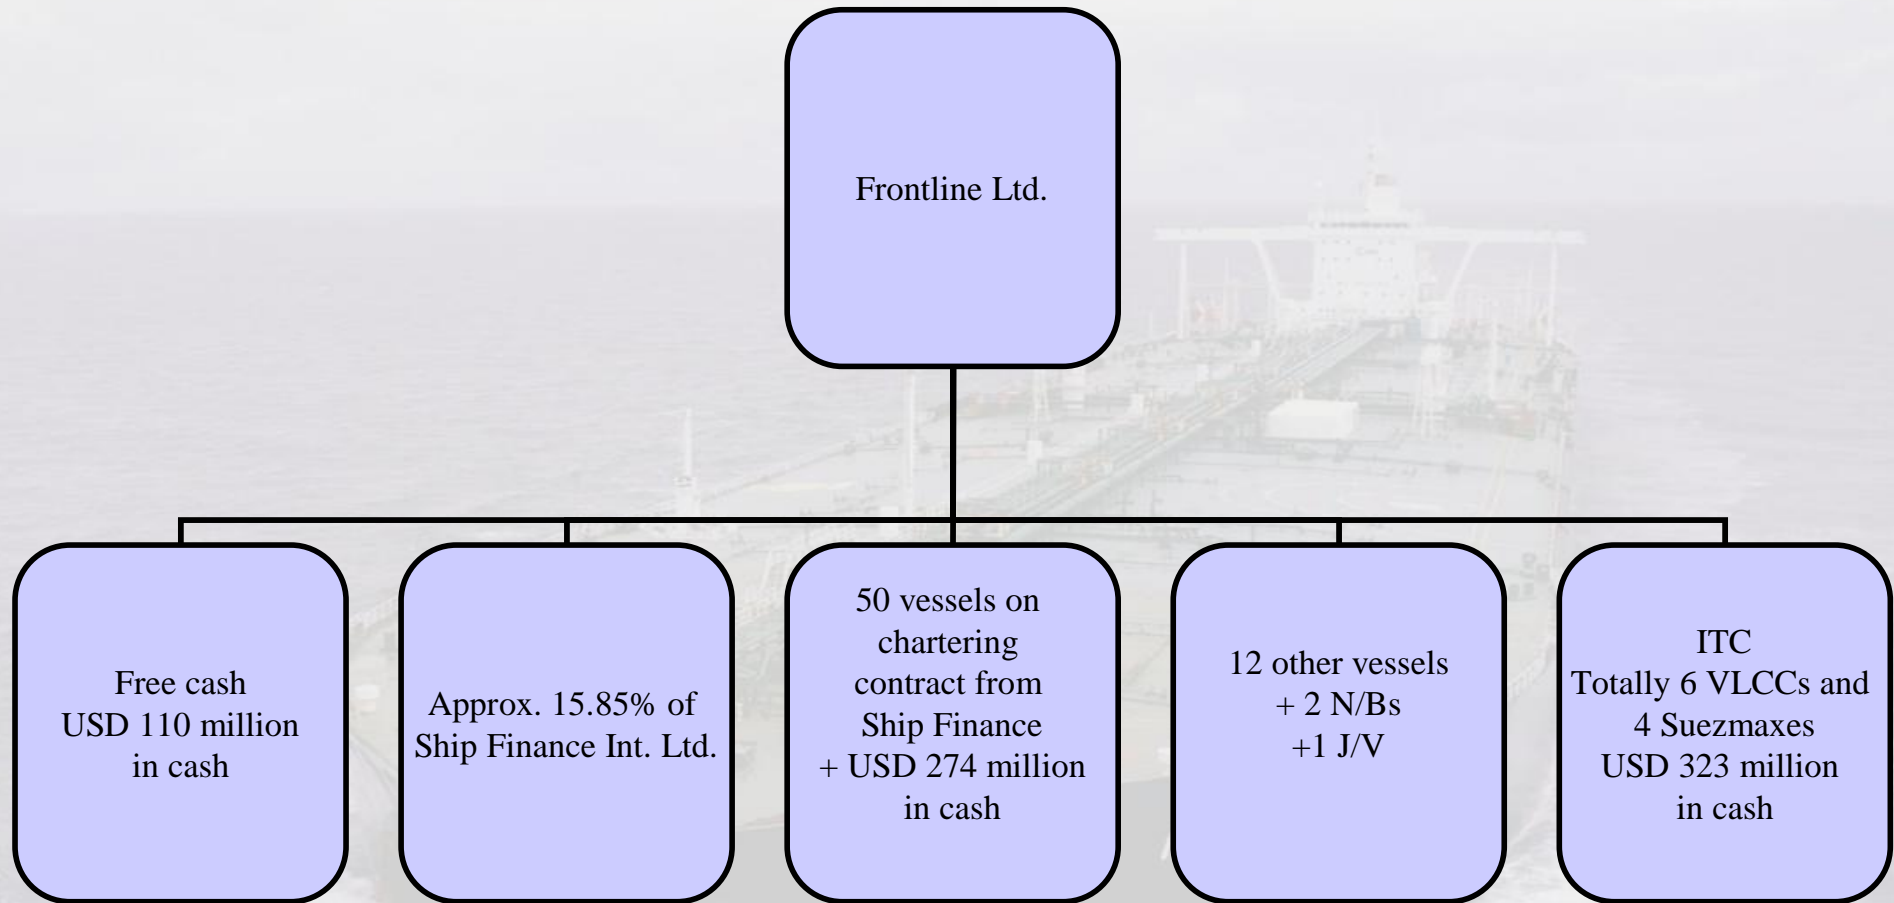 Frontline Ltd.
Free cash
USD 110 million
in cash
Approx. 15.85% of
Ship Finance Int. Ltd.
50 vessels on
chartering
contract from
Ship Finance
+ USD 274 million
in cash
12 other vessels
+ 2 N/Bs
+1 J/V
ITC
Totally 6 VLCCs and
4 Suezmaxes
USD 323 million
in cash